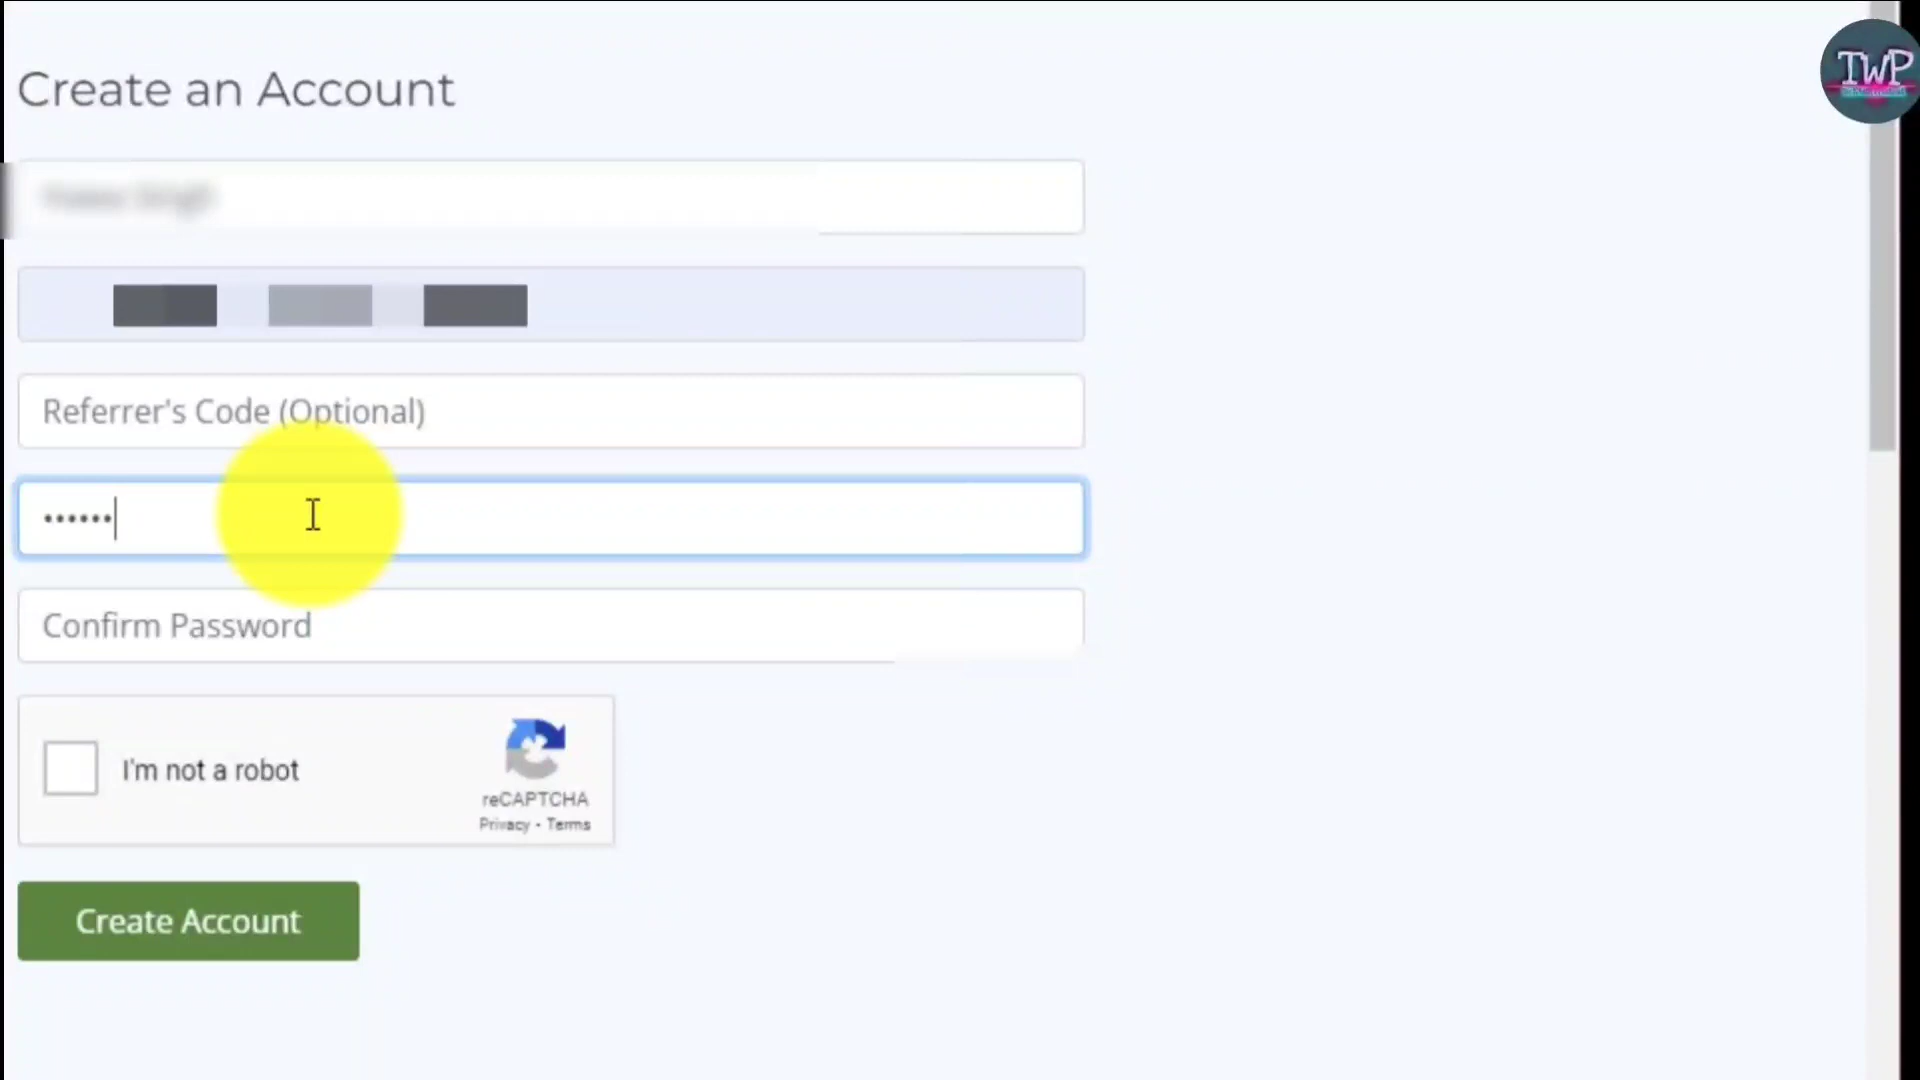 TWP
Create an Account
Referrer's Code (Optional)
••••••
Confirm Password
I'm not a robot
reCAPTCHA
Privacy - Terms
Create Account